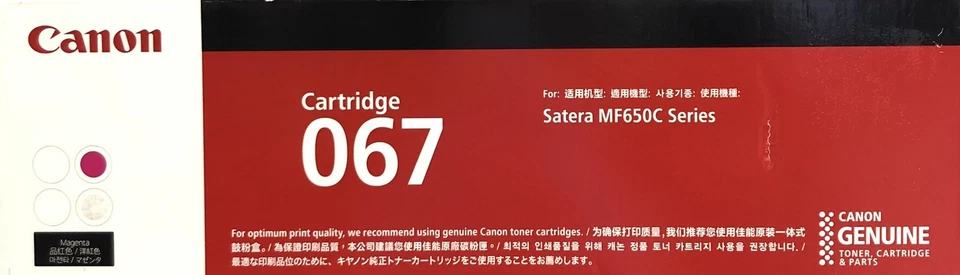 Canon
Cartridge
067
For: 适用机型: 適用機型: 사용기종: 使用機種:
Satera MF650C Series
Magenta
品紅色 / 洋紅色
마젠타 / マゼンタ
For optimum print quality, we recommend using genuine Canon toner cartridges. / 为确保打印质量,我们推荐您使用佳能原装一体式
鼓粉盒。/ 為保證印刷品質,本公司建議您使用佳能原廠碳粉匣。/ 최적의 인쇄품질을 위해 캐논 정품 토너 카트리지 사용을 권장합니다. /
最適な印刷品位のために、キヤノン純正トナーカートリッジをご使用することをお薦めします。
CANON
GENUINE
TONER, CARTRIDGE
& PARTS